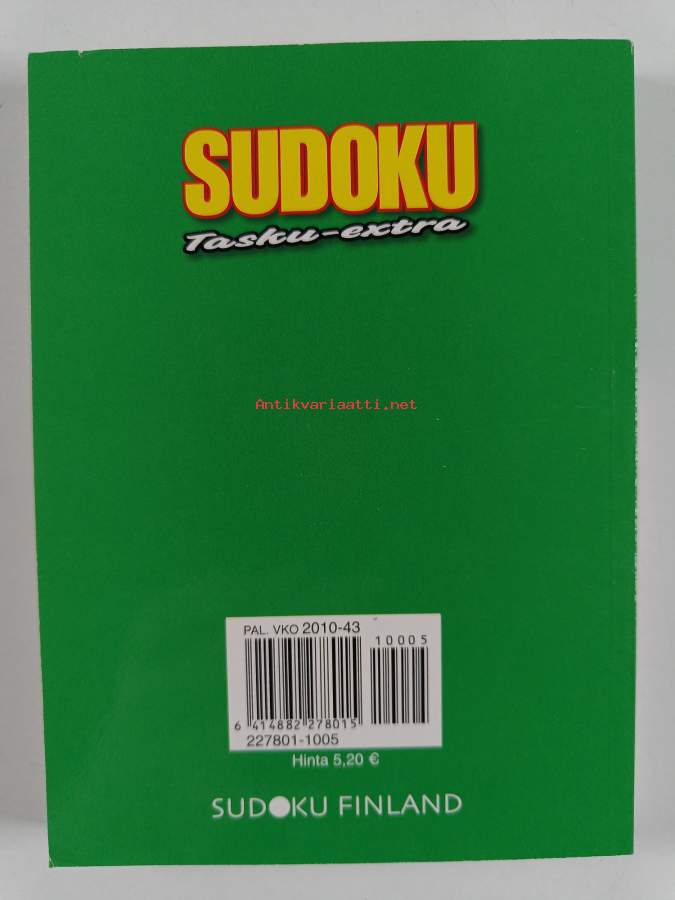 SUDOKU
Tasku-extra
Antikvariaatti.net
PAL. VKO 2010-43
10005
6 414882 278015
227801-1005
Hinta 5,20 €
SUDOKU FINLAND